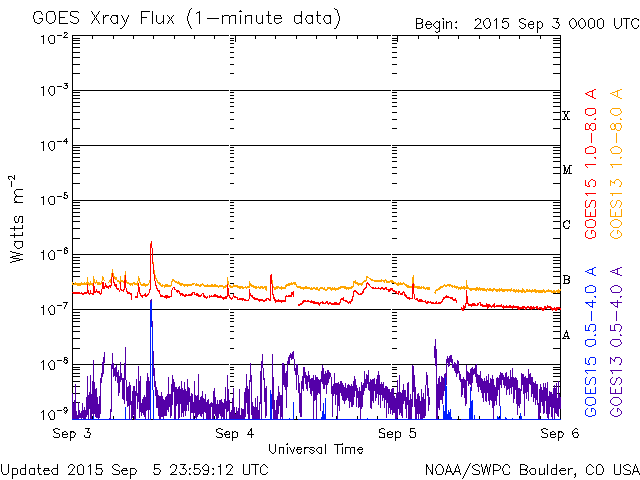 GOES Xray Flux (1-minute data)
Begin: 2015 Sep 3 0000 UTC
10-2
10-3
10-4
10-5
10-6
10-7
10-8
10-9
Watts m-2
X
M
C
B
A
GOES15 1.0-8.0 A
GOES13 1.0-8.0 A
GOES15 0.5-4.0 A
GOES13 0.5-4.0 A
Sep 3
Sep 4
Sep 5
Sep 6
Universal Time
Updated 2015 Sep 5 23:59:12 UTC
NOAA/SWPC Boulder, CO USA